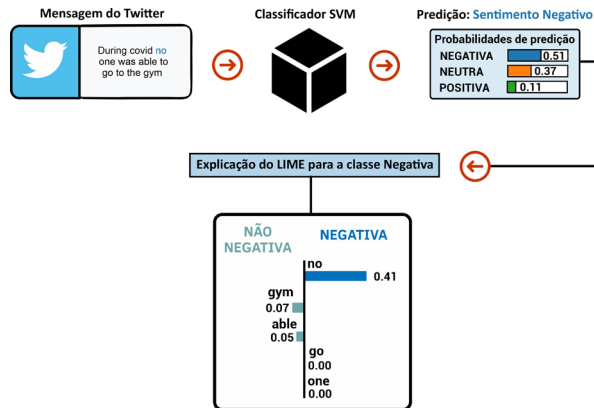 Mensagem do Twitter
During covid no
one was able to
go to the gym
Classificador SVM
Predição: Sentimento Negativo
Probabilidades de predição
NEGATIVA 0.51
NEUTRA 0.37
POSITIVA 0.11
Explicação do LIME para a classe Negativa
NÃO
NEGATIVA
NEGATIVA
no
0.41
gym
0.07
able
0.05
go
0.00
one
0.00